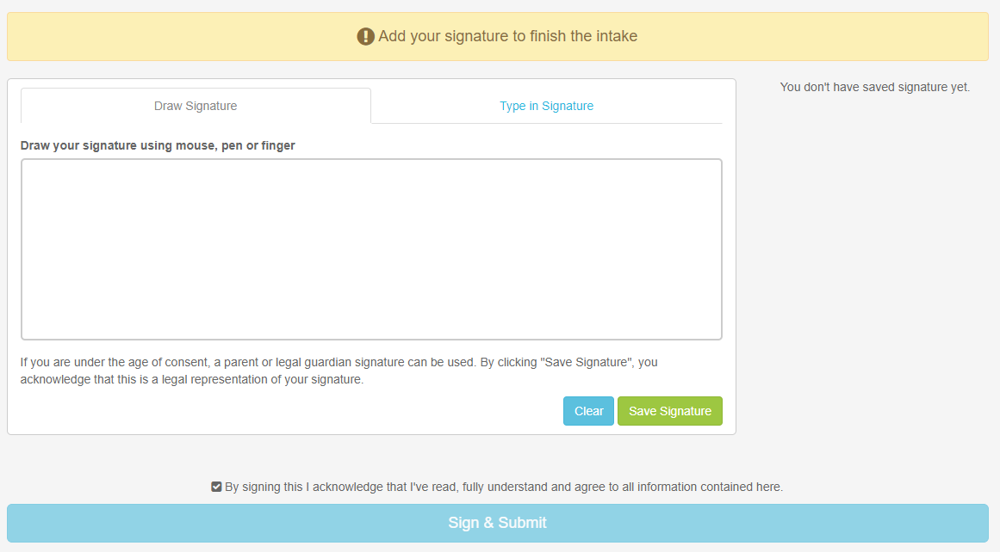 Add your signature to finish the intake
You don't have saved signature yet.
Draw Signature
Type in Signature
Draw your signature using mouse, pen or finger
If you are under the age of consent, a parent or legal guardian signature can be used. By clicking "Save Signature", you
acknowledge that this is a legal representation of your signature.
Clear
Save Signature
By signing this I acknowledge that I've read, fully understand and agree to all information contained here.
Sign & Submit